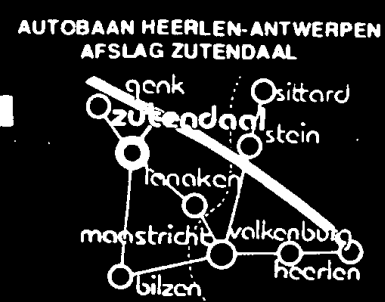 AUTOBAAN HEERLEN-ANTWERPEN
AFSLAG ZUTENDAAL
genk
sittard
zutendaal
stein
lanaken
maastricht
valkenburg
heerlen
bilzen